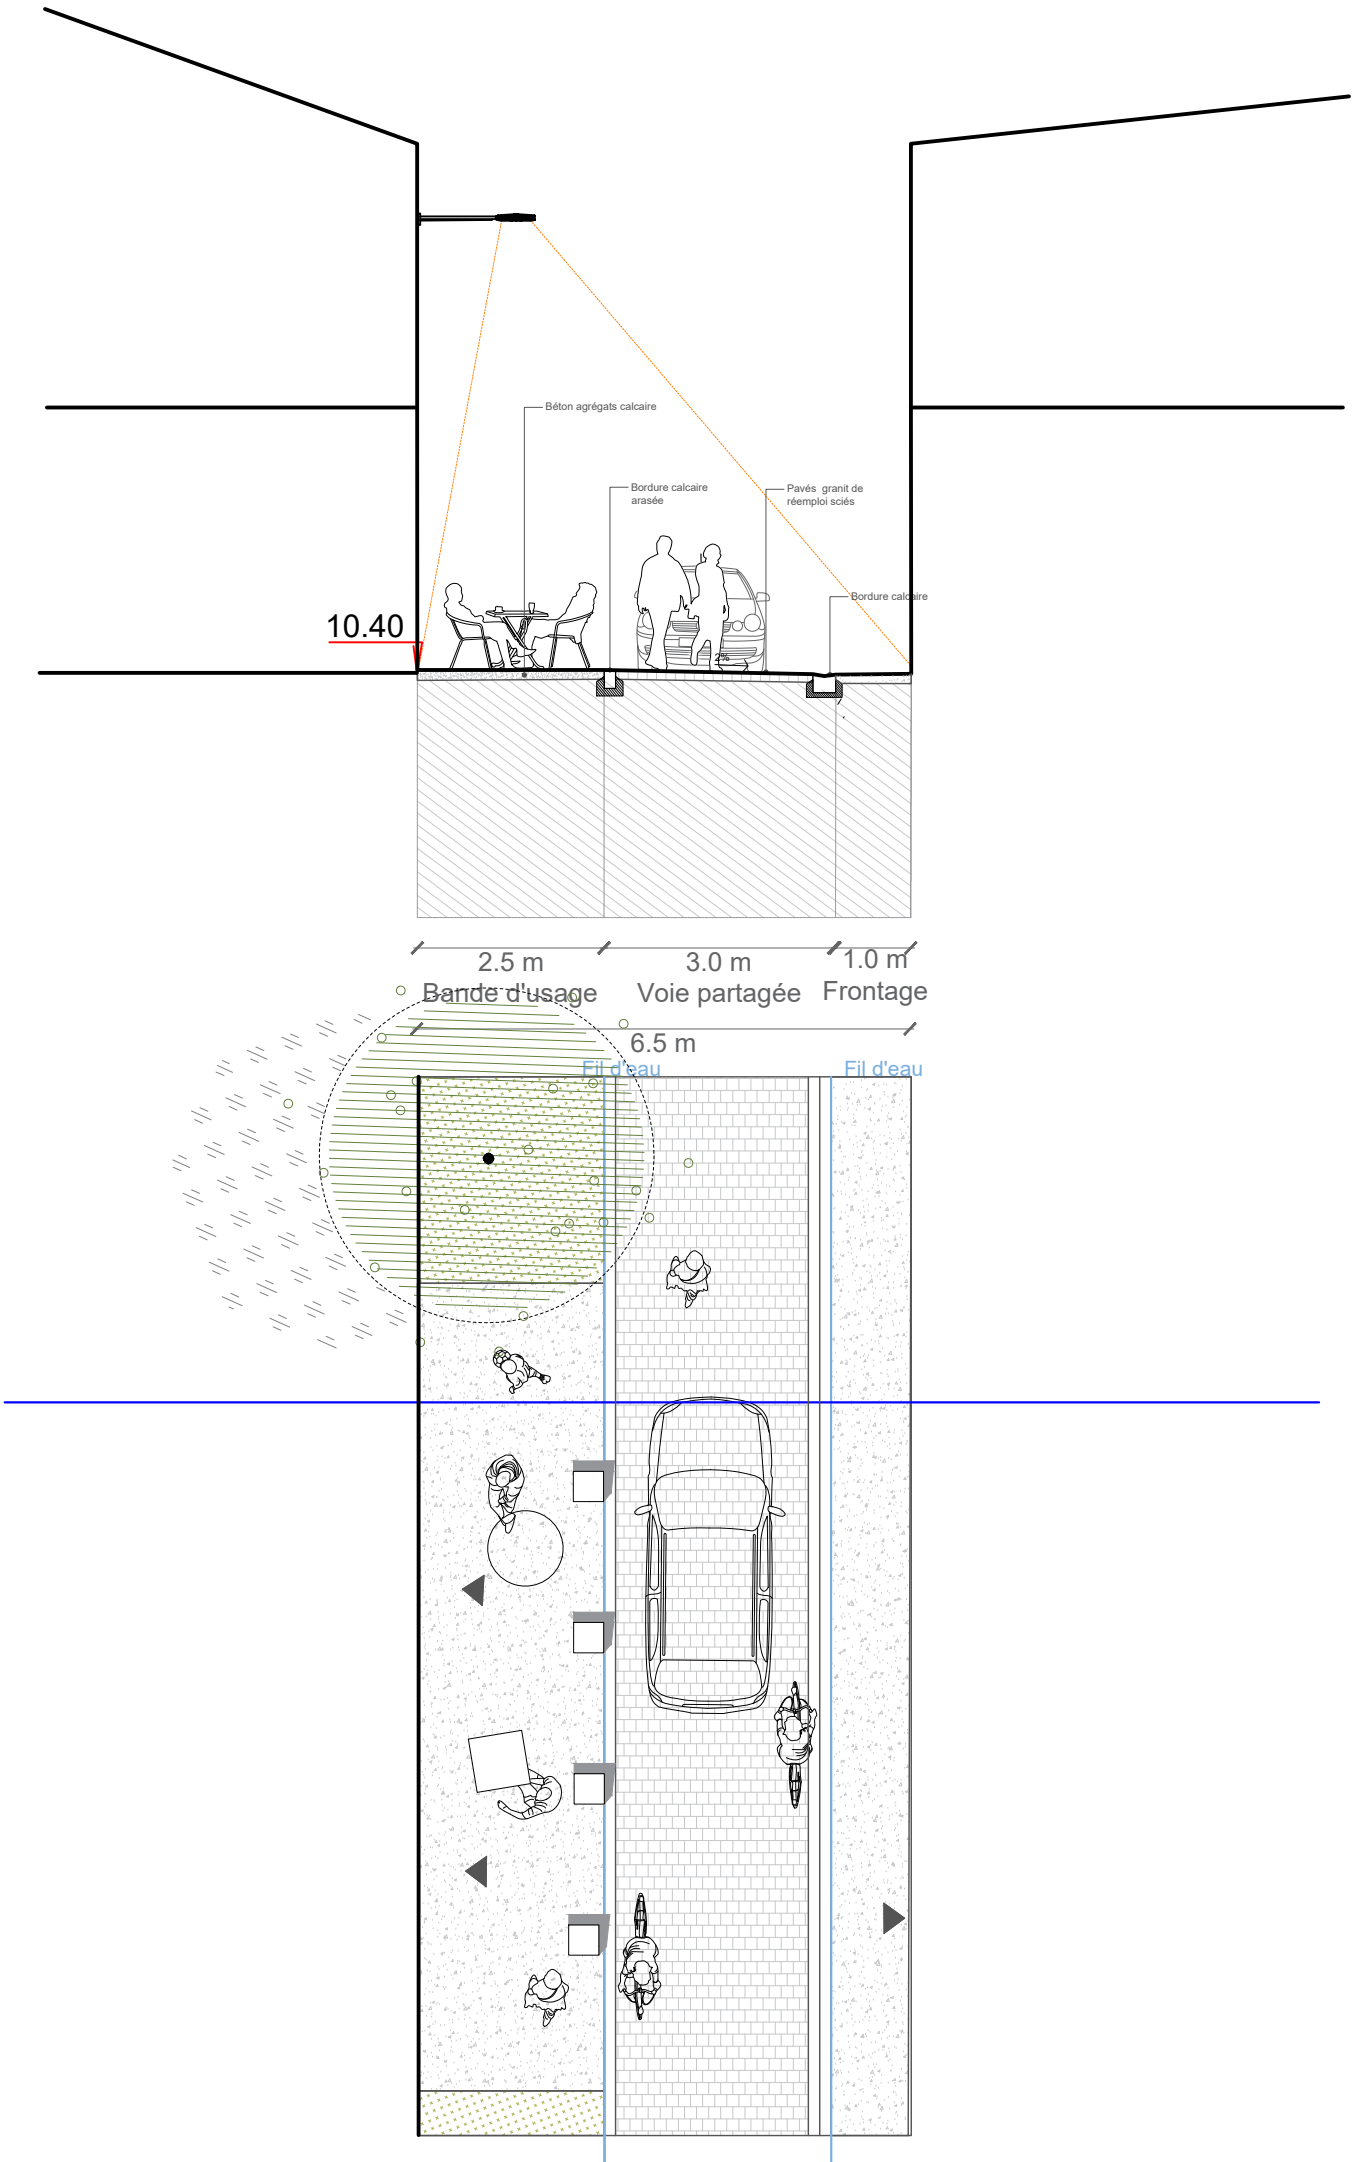 Béton agrégats calcaire
Bordure calcaire
arasée
Pavés granit de
réemploi sciés
Bordure calcaire
10.40
2%
2.5 m
3.0 m
1.0 m
Bande d'usage
Voie partagée
Frontage
6.5 m
Fil d'eau
Fil d'eau